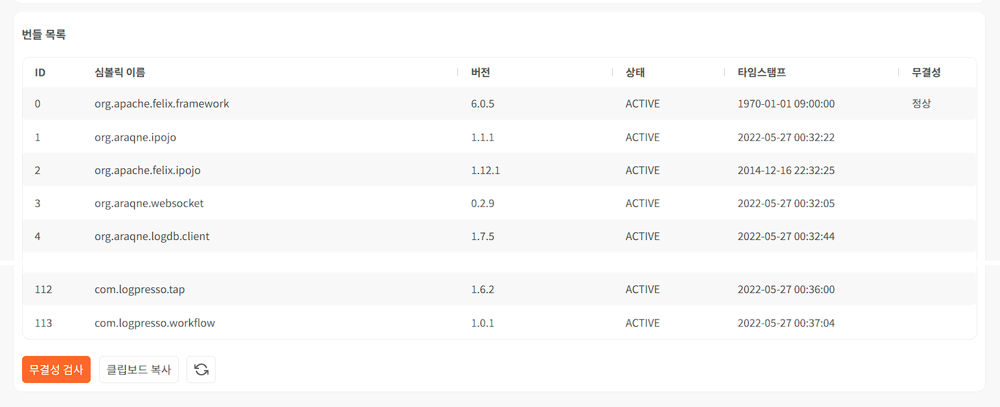 번들 목록
ID 심볼릭 이름 버전 상태 타임스탬프 무결성
0 org.apache.felix.framework 6.0.5 ACTIVE 1970-01-01 09:00:00 정상
1 org.araqne.ipojo 1.1.1 ACTIVE 2022-05-27 00:32:22
2 org.apache.felix.ipojo 1.12.1 ACTIVE 2014-12-16 22:32:25
3 org.araqne.websocket 0.2.9 ACTIVE 2022-05-27 00:32:05
4 org.araqne.logdb.client 1.7.5 ACTIVE 2022-05-27 00:32:44
112 com.logpresso.tap 1.6.2 ACTIVE 2022-05-27 00:36:00
113 com.logpresso.workflow 1.0.1 ACTIVE 2022-05-27 00:37:04
무결성 검사 클립보드 복사